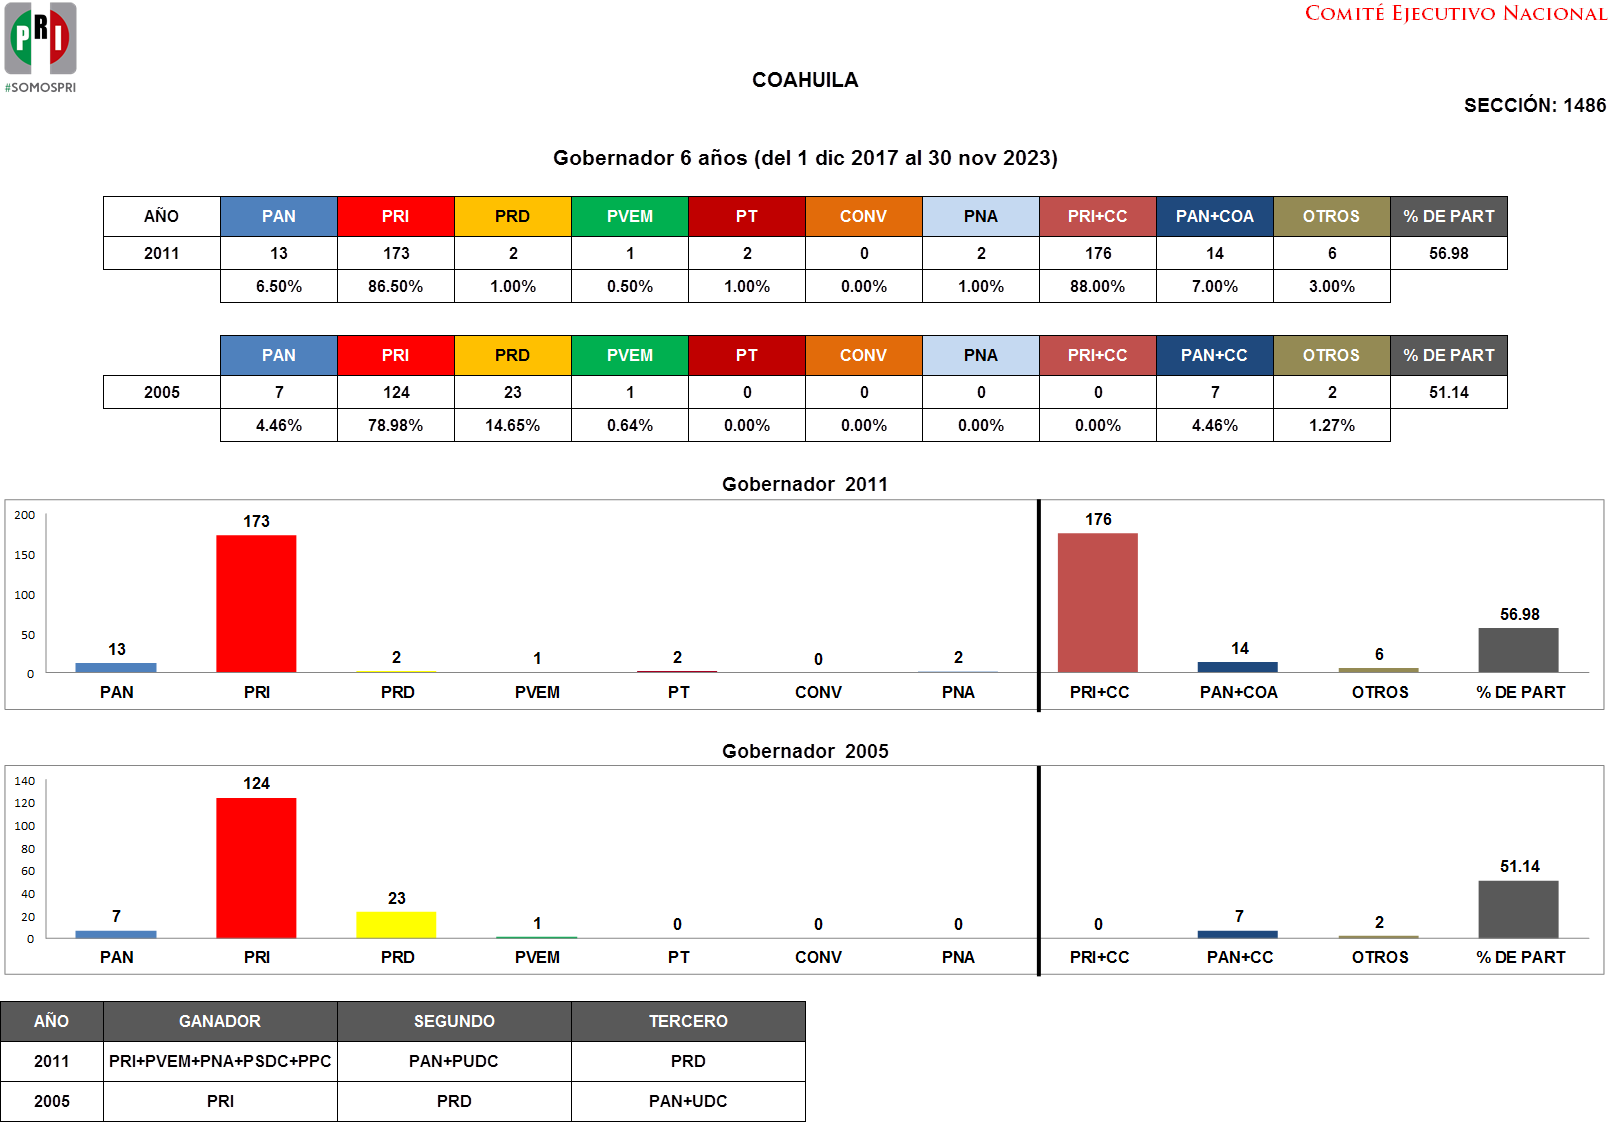 COMITÉ EJECUTIVO NACIONAL
PRI
#SOMOSPRI
COAHUILA
SECCIÓN: 1486
Gobernador 6 años (del 1 dic 2017 al 30 nov 2023)
AÑO PAN PRI PRD PVEM PT CONV PNA PRI+CC PAN+COA OTROS % DE PART
2011 13 173 2 1 2 0 2 176 14 6 56.98
6.50% 86.50% 1.00% 0.50% 1.00% 0.00% 1.00% 88.00% 7.00% 3.00%
PAN PRI PRD PVEM PT CONV PNA PRI+CC PAN+CC OTROS % DE PART
2005 7 124 23 1 0 0 0 0 7 2 51.14
4.46% 78.98% 14.65% 0.64% 0.00% 0.00% 0.00% 0.00% 4.46% 1.27%
Gobernador 2011
200
150
100
50
0
13 173 2 1 2 0 2 176 14 6 56.98
PAN PRI PRD PVEM PT CONV PNA PRI+CC PAN+COA OTROS % DE PART
Gobernador 2005
140
120
100
80
60
40
20
0
7 124 23 1 0 0 0 0 7 2 51.14
PAN PRI PRD PVEM PT CONV PNA PRI+CC PAN+CC OTROS % DE PART
AÑO GANADOR SEGUNDO TERCERO
2011 PRI+PVEM+PNA+PSDC+PPC PAN+PUDC PRD
2005 PRI PRD PAN+UDC